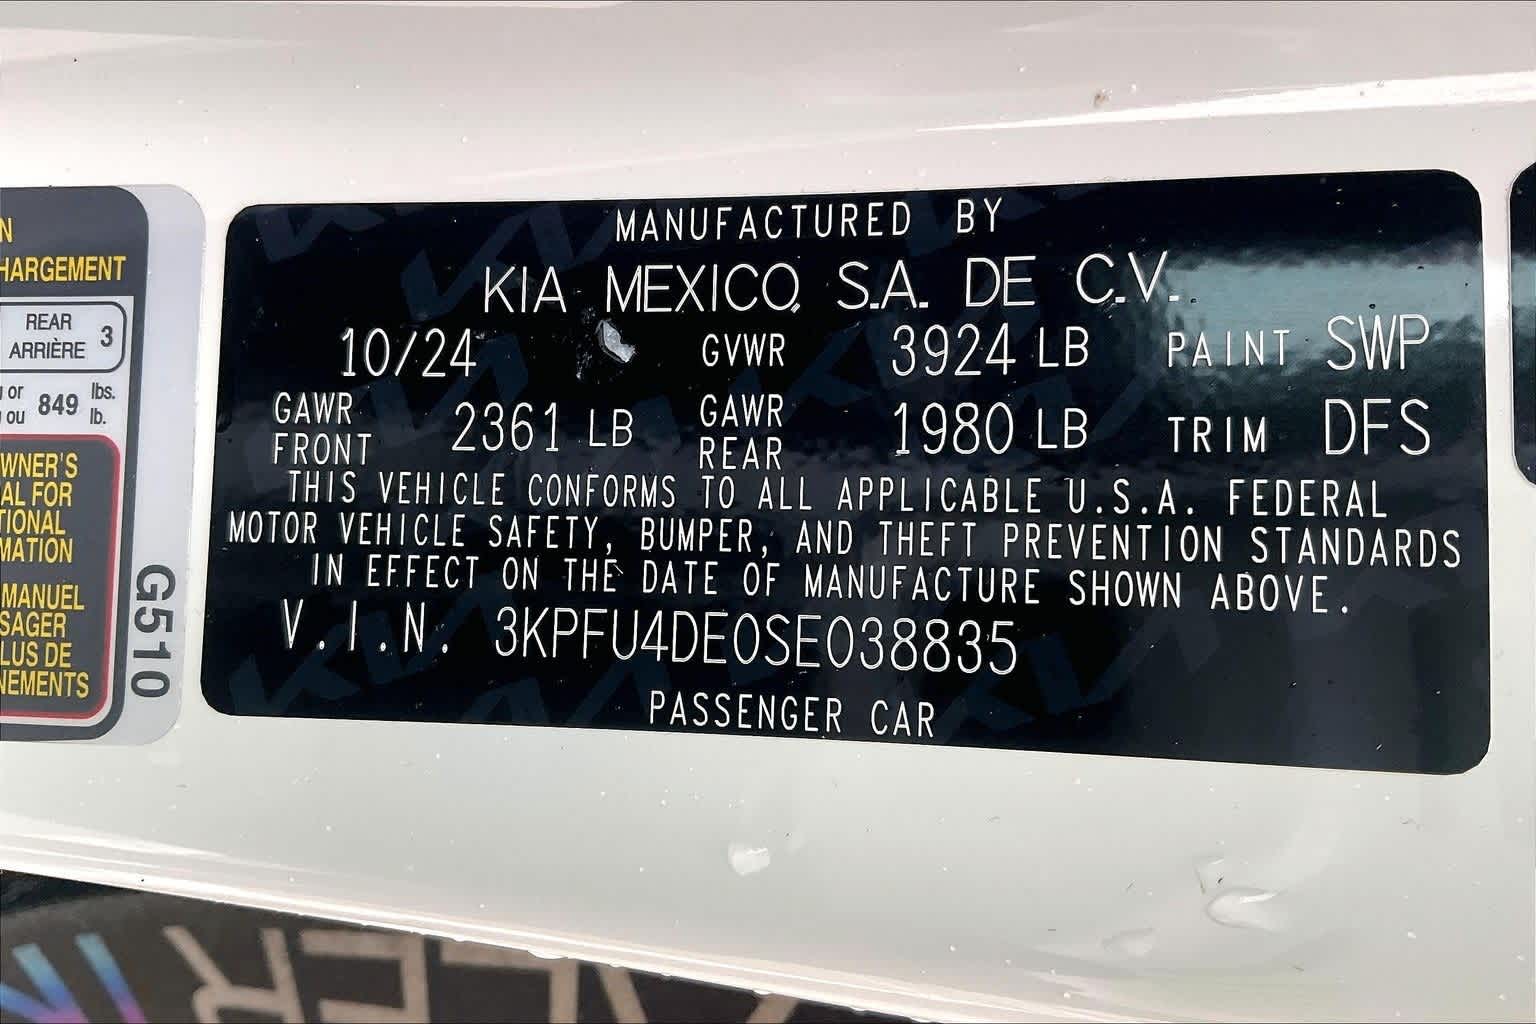 N
HARGEMENT
REAR 3
ARRIÈRE
or 849 lbs.
ou lb.
WNER'S
AL FOR
TIONAL
MATION
MANUEL
SAGER
LUS DE
NEMENTS
G510
MANUFACTURED BY
KIA MEXICO, S.A. DE C.V.
10/24 GVWR 3924 LB PAINT SWP
GAWR FRONT 2361 LB GAWR REAR 1980 LB TRIM DFS
THIS VEHICLE CONFORMS TO ALL APPLICABLE U.S.A. FEDERAL
MOTOR VEHICLE SAFETY, BUMPER, AND THEFT PREVENTION STANDARDS
IN EFFECT ON THE DATE OF MANUFACTURE SHOWN ABOVE.
V.I.N. 3KPFU4DE0SE038835
PASSENGER CAR